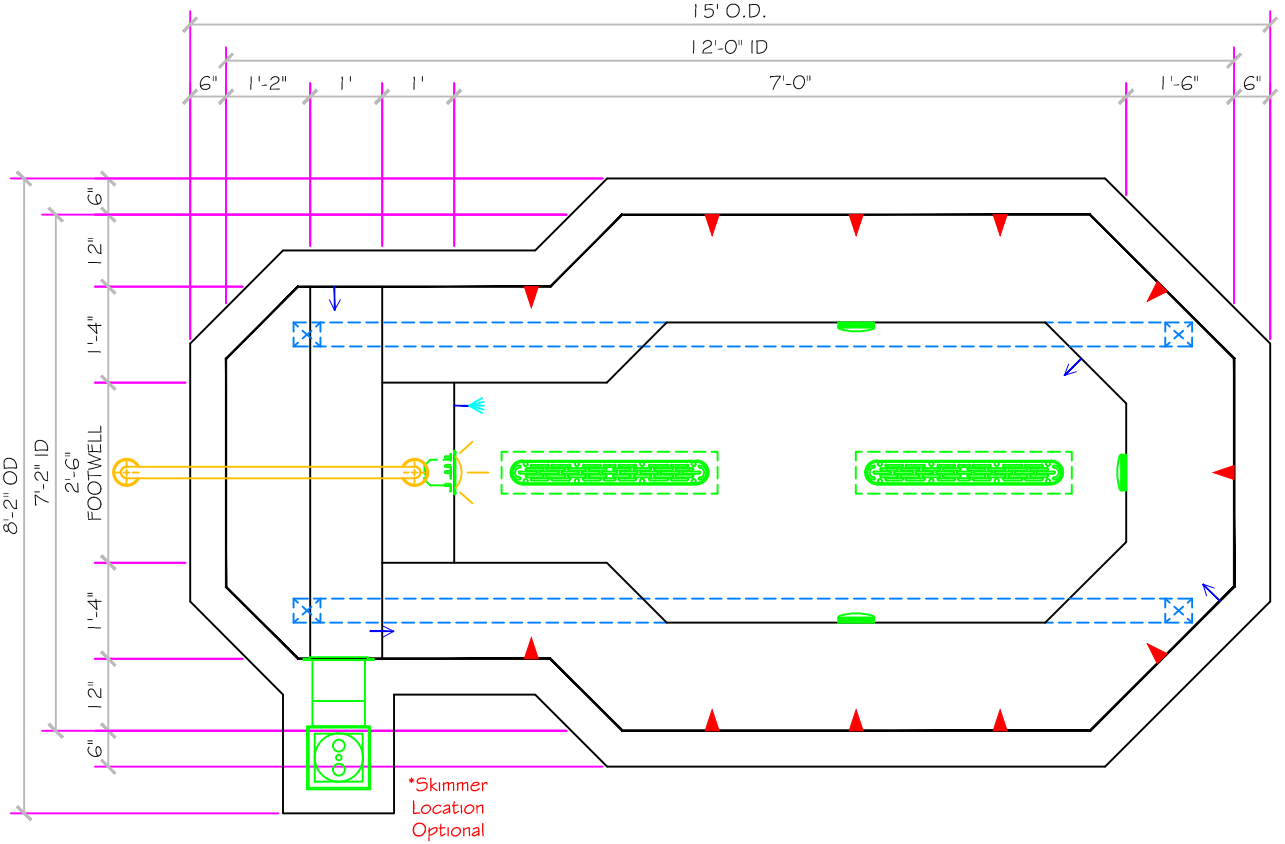 15' O.D.
12'-0" ID
6" 1'-2" 1' 1' 7'-0" 1'-6" 6"
6"
12"
1'-4"
2'-6"
FOOTWELL
7'-2" ID
8'-2" OD
1'-4"
12"
6"
*Skimmer
Location
Optional